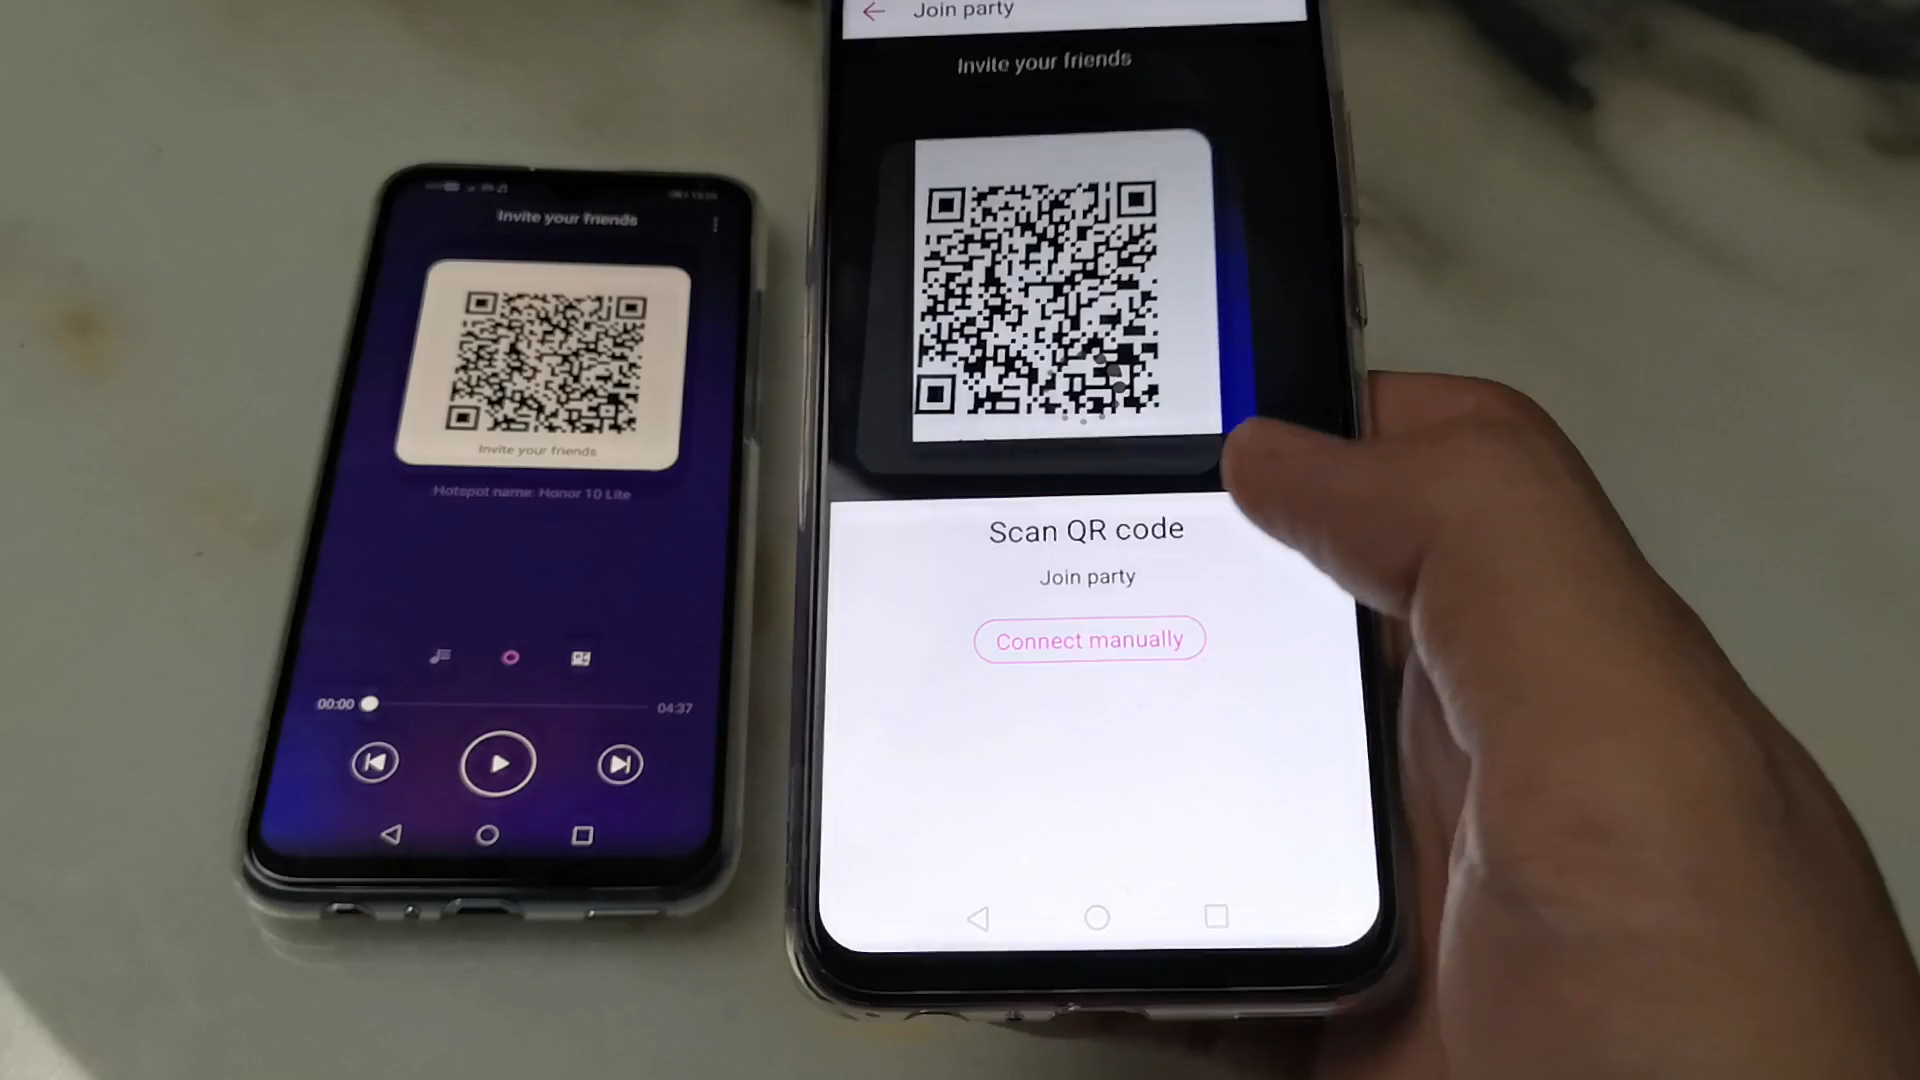 Invite your friends
Invite your friends
Hotspot name: Honor 10 Lite
00:00
04:37
Join party
Invite your friends
Scan QR code
Join party
Connect manually